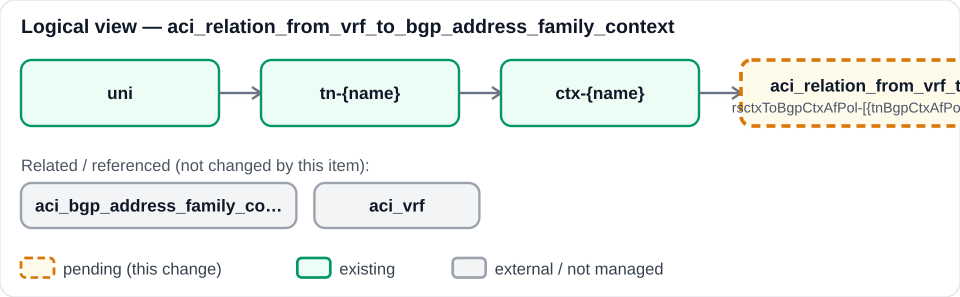 Logical view — aci_relation_from_vrf_to_bgp_address_family_context
uni
tn-{name}
ctx-{name}
aci_relation_from_vrf_t
rsctxToBgpCtxAfPol-[{tnBgpCtxAfPo
Related / referenced (not changed by this item):
aci_bgp_address_family_co…
aci_vrf
pending (this change)
existing
external / not managed